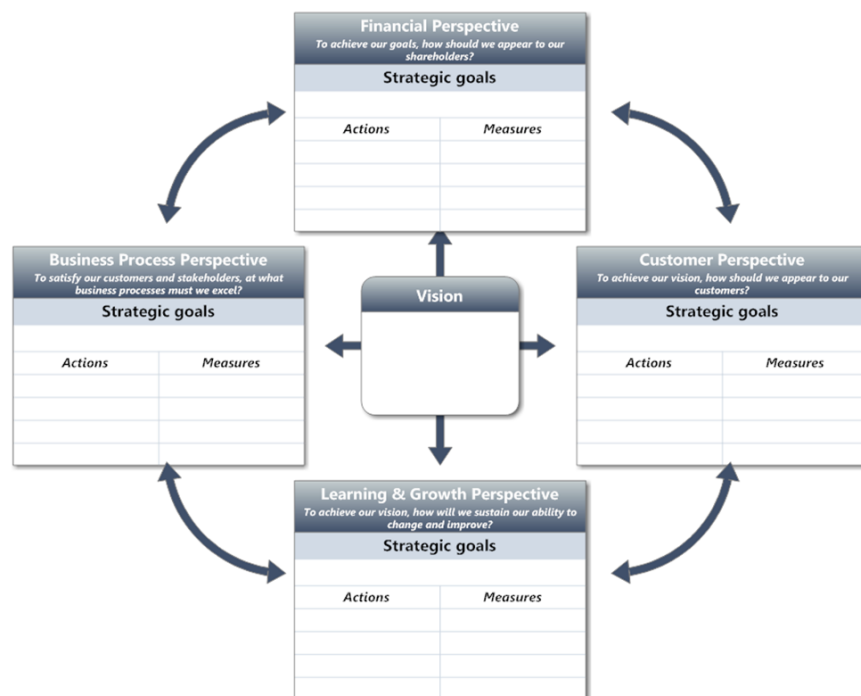 Financial Perspective
To achieve our goals, how should we appear to our
shareholders?
Strategic goals
Actions Measures
Business Process Perspective
To satisfy our customers and stakeholders, at what
business processes must we excel?
Strategic goals
Actions Measures
Vision
Customer Perspective
To achieve our vision, how should we appear to our
customers?
Strategic goals
Actions Measures
Learning & Growth Perspective
To achieve our vision, how will we sustain our ability to
change and improve?
Strategic goals
Actions Measures